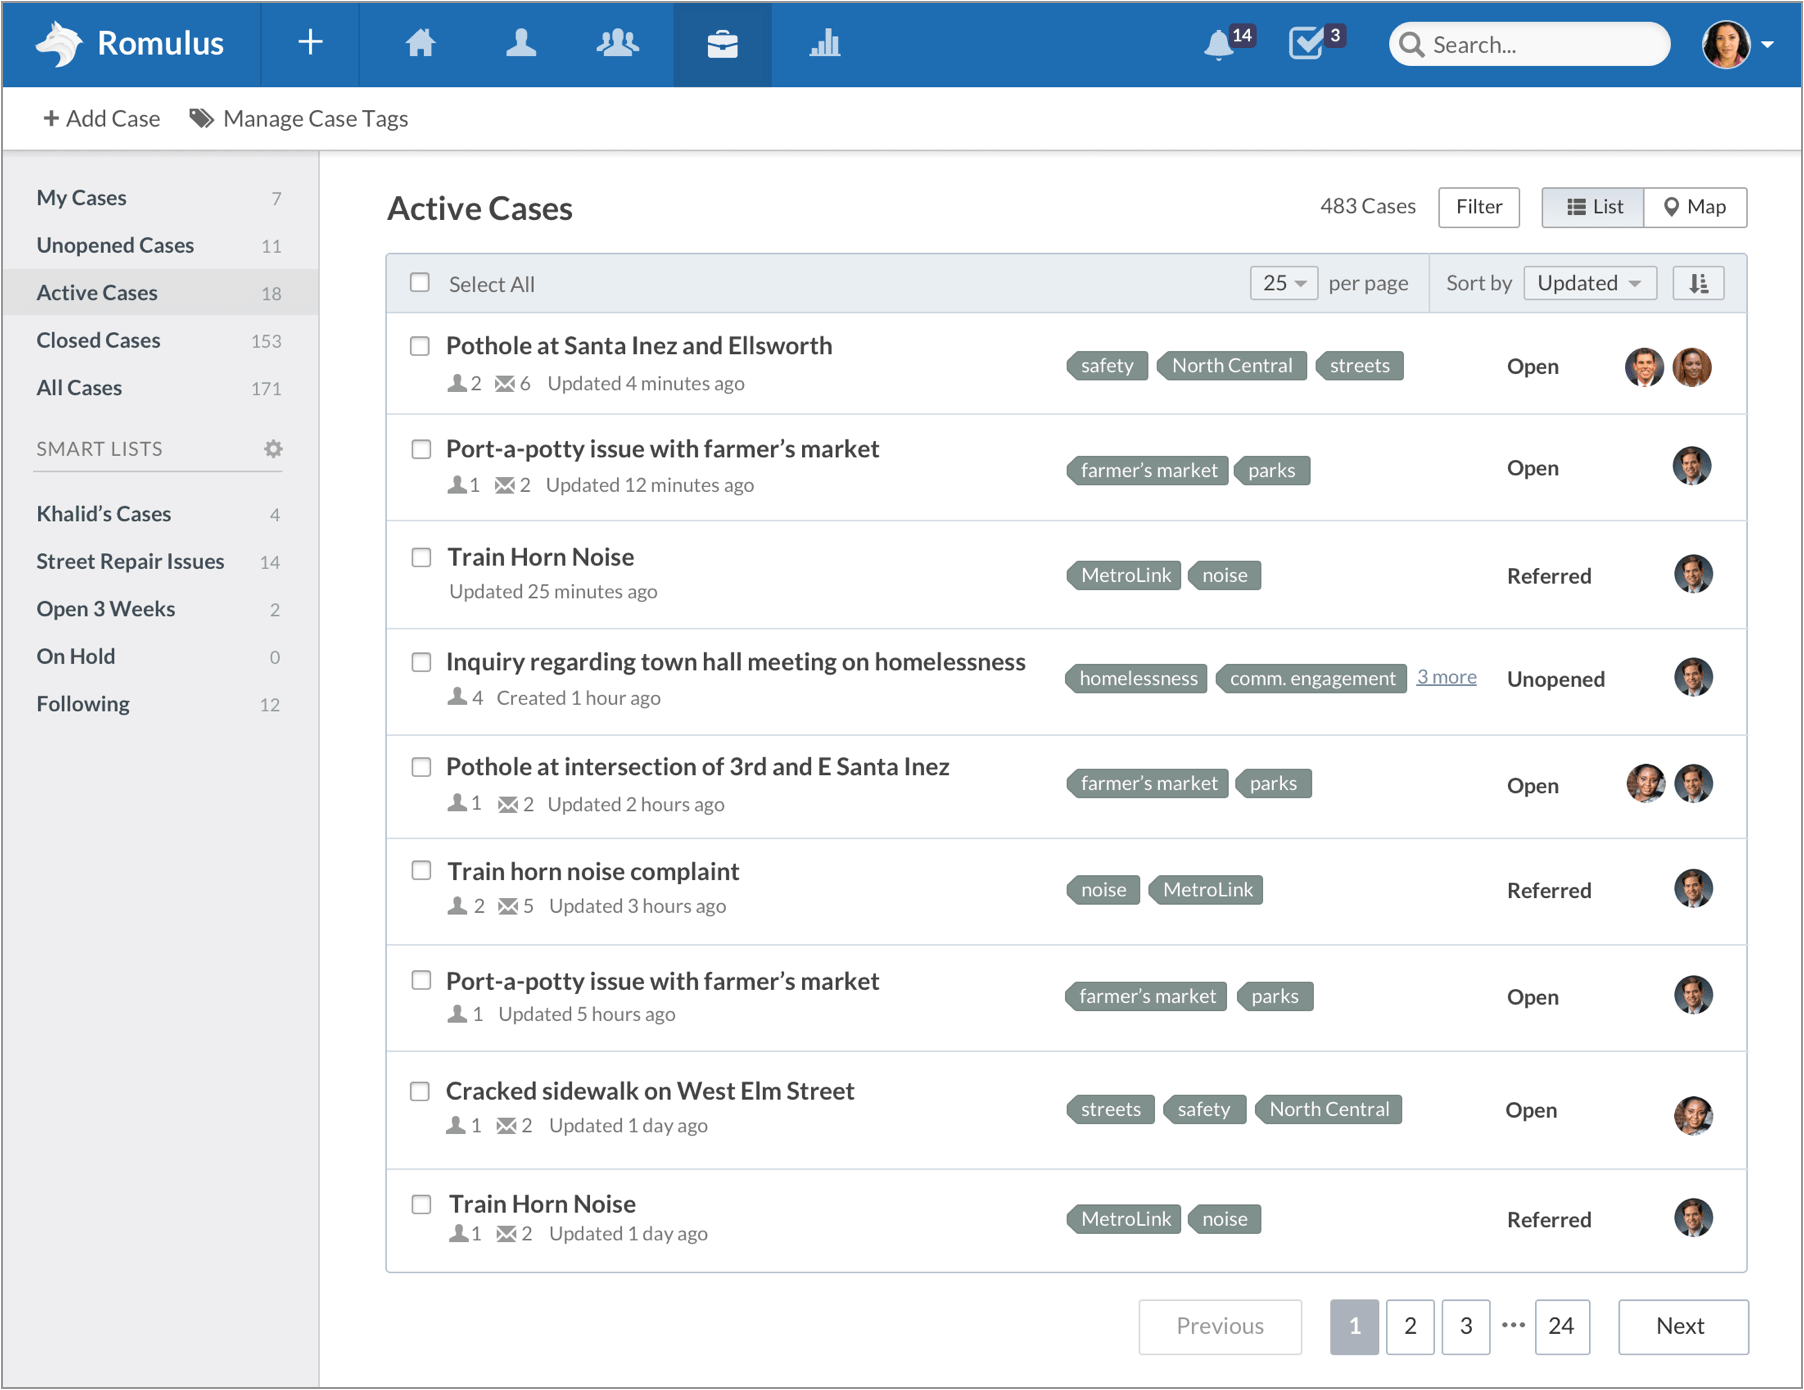 Romulus 14 3 Search...
+ Add Case Manage Case Tags
My Cases 7
Unopened Cases 11
Active Cases 18
Closed Cases 153
All Cases 171
SMART LISTS
Khalid’s Cases 4
Street Repair Issues 14
Open 3 Weeks 2
On Hold 0
Following 12
Active Cases 483 Cases Filter List Map
Select All 25 per page Sort by Updated
Pothole at Santa Inez and Ellsworth
2 6 Updated 4 minutes ago
safety North Central streets Open
Port-a-potty issue with farmer’s market
1 2 Updated 12 minutes ago
farmer’s market parks Open
Train Horn Noise
Updated 25 minutes ago
MetroLink noise Referred
Inquiry regarding town hall meeting on homelessness
4 Created 1 hour ago
homelessness comm. engagement 3 more Unopened
Pothole at intersection of 3rd and E Santa Inez
1 2 Updated 2 hours ago
farmer’s market parks Open
Train horn noise complaint
2 5 Updated 3 hours ago
noise MetroLink Referred
Port-a-potty issue with farmer’s market
1 Updated 5 hours ago
farmer’s market parks Open
Cracked sidewalk on West Elm Street
1 2 Updated 1 day ago
streets safety North Central Open
Train Horn Noise
1 2 Updated 1 day ago
MetroLink noise Referred
Previous 1 2 3 ••• 24 Next